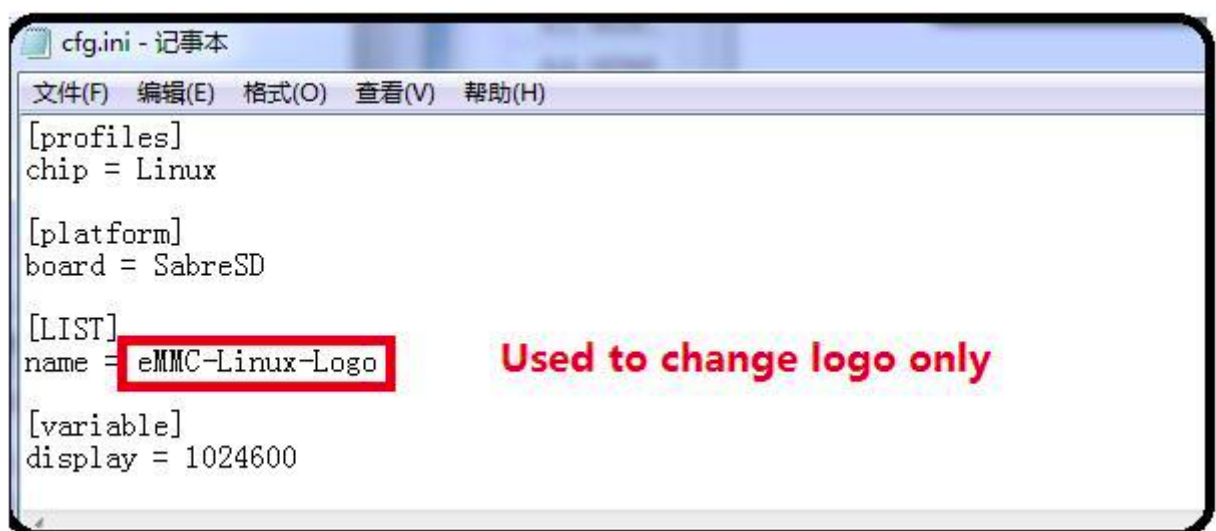 cfg.ini - 记事本
文件(F) 编辑(E) 格式(O) 查看(V) 帮助(H)
[profiles]
chip = Linux
[platform]
board = SabreSD
[LIST]
name = eMMC-Linux-Logo Used to change logo only
[variable]
display = 1024600